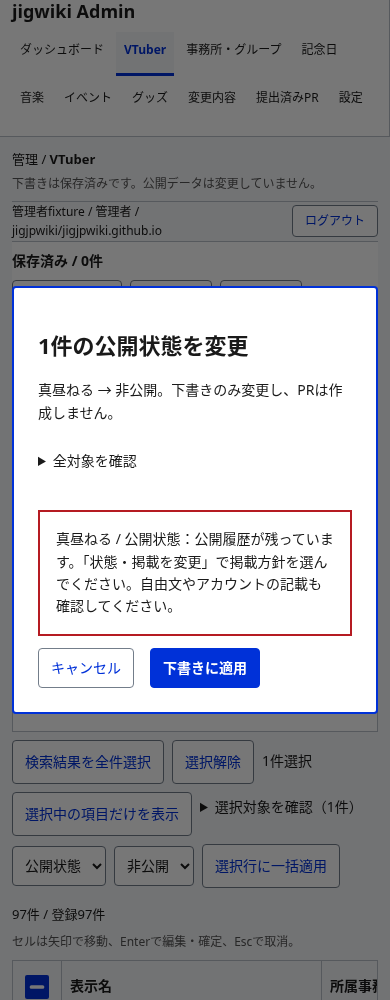 jigwiki Admin
ダッシュボード VTuber 事務所・グループ 記念日
音楽 イベント グッズ 変更内容 提出済みPR 設定
管理 / VTuber
下書きは保存済みです。公開データは変更していません。
管理者fixture / 管理者 /
jigjpwiki/jigjpwiki.github.io
ログアウト
保存済み / 0件
1件の公開状態を変更
真昼ねる → 非公開。下書きのみ変更し、PRは作
成しません。
▶ 全対象を確認
真昼ねる / 公開状態：公開履歴が残っていま
す。「状態・掲載を変更」で掲載方針を選ん
でください。自由文やアカウントの記載も
確認してください。
キャンセル 下書きに適用
検索結果を全件選択 選択解除 1件選択
選択中の項目だけを表示 ▶ 選択対象を確認（1件）
公開状態 非公開 選択行に一括適用
97件 / 登録97件
セルは矢印で移動、Enterで編集・確定、Escで取消。
表示名 所属事務